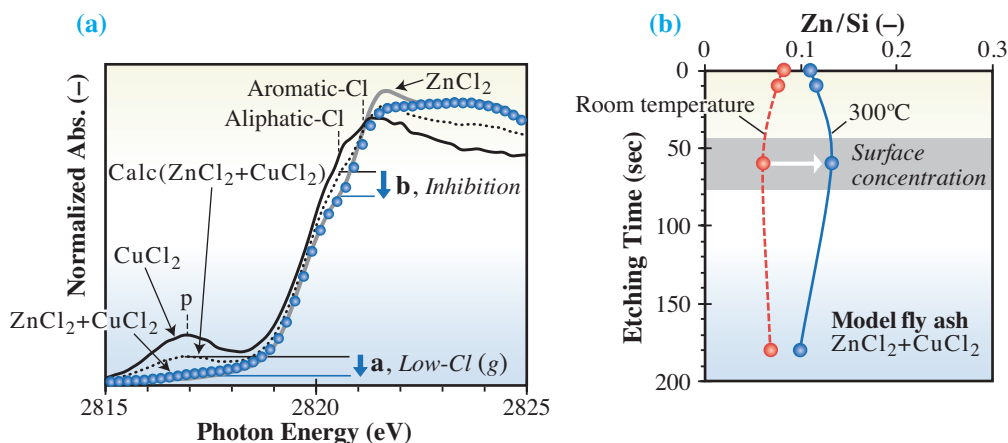 (a)
Normalized Abs. (–)
Aromatic-Cl
Aliphatic-Cl
ZnCl2
Calc(ZnCl2+CuCl2)
b, Inhibition
CuCl2
p
ZnCl2+CuCl2
a, Low-Cl (g)
2815
2820
2825
Photon Energy (eV)
(b)
Zn/Si (–)
0
0.1
0.2
0.3
0
50
100
150
200
Etching Time (sec)
Room temperature
300ºC
Surface
concentration
Model fly ash
ZnCl2+CuCl2